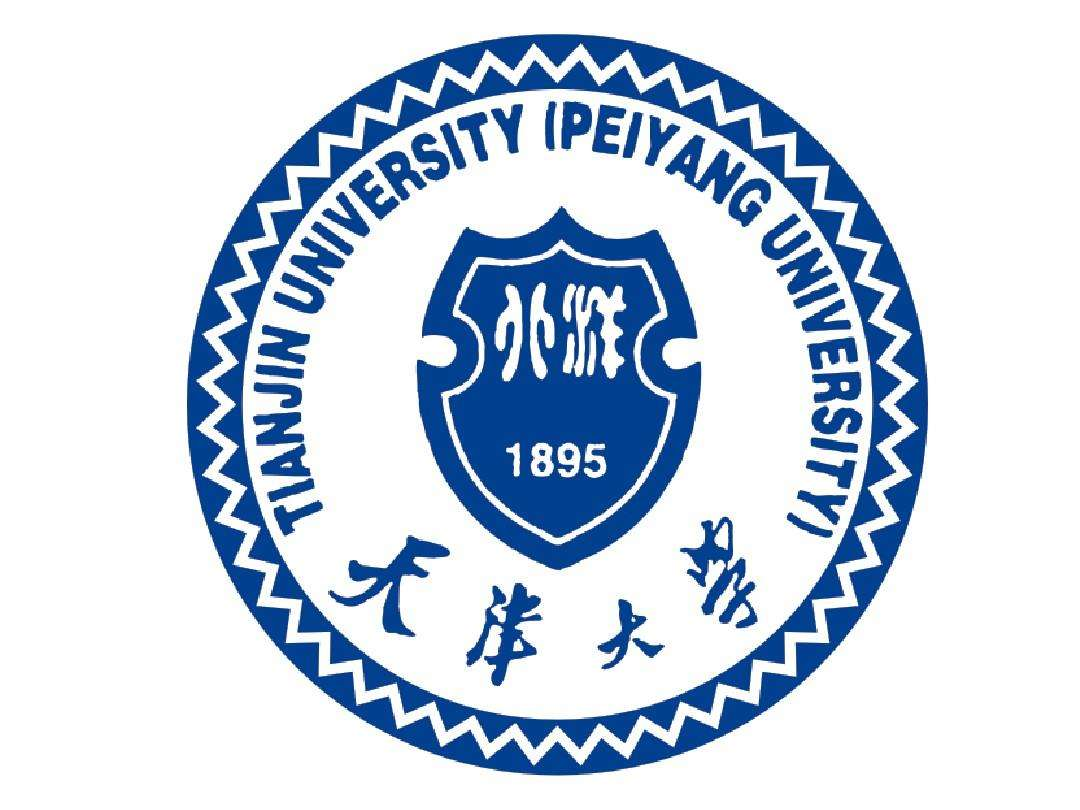 TIANJIN UNIVERSITY (PEIYANG UNIVERSITY)
北洋
1895
天津大学